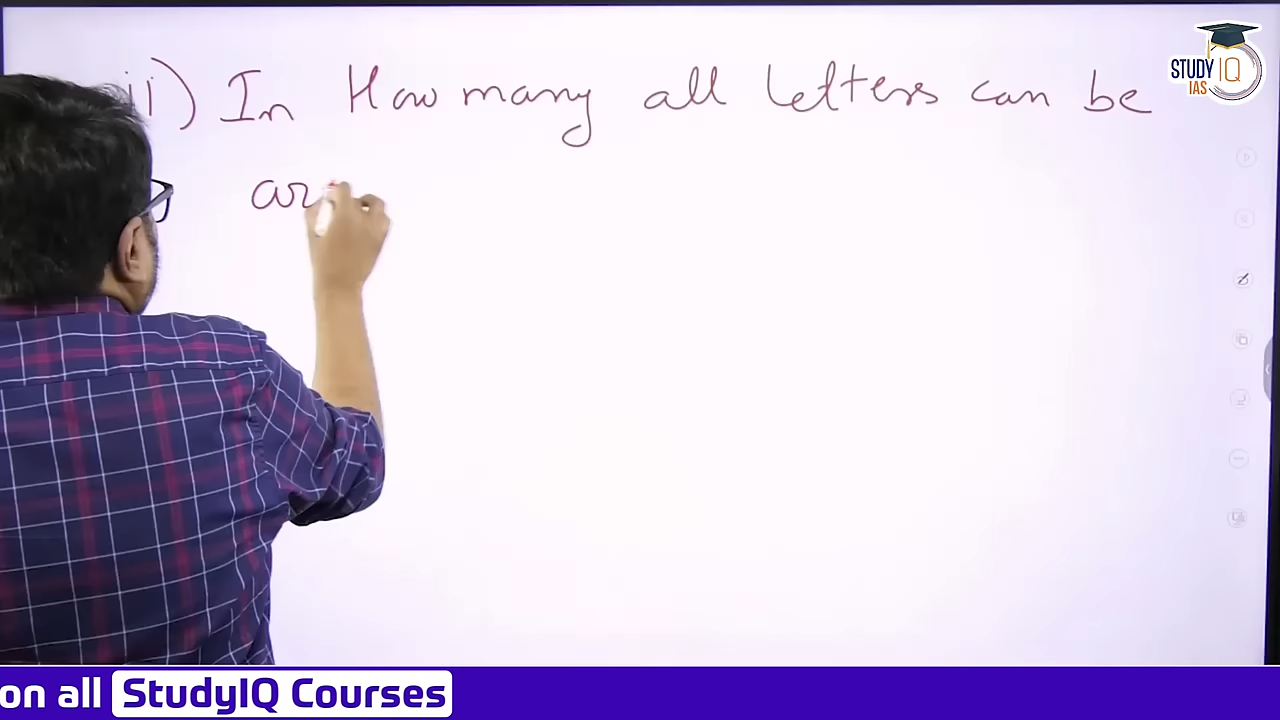 ii) In How many all letters can be
ar
STUDY IQ
IAS
on all StudyIQ Courses